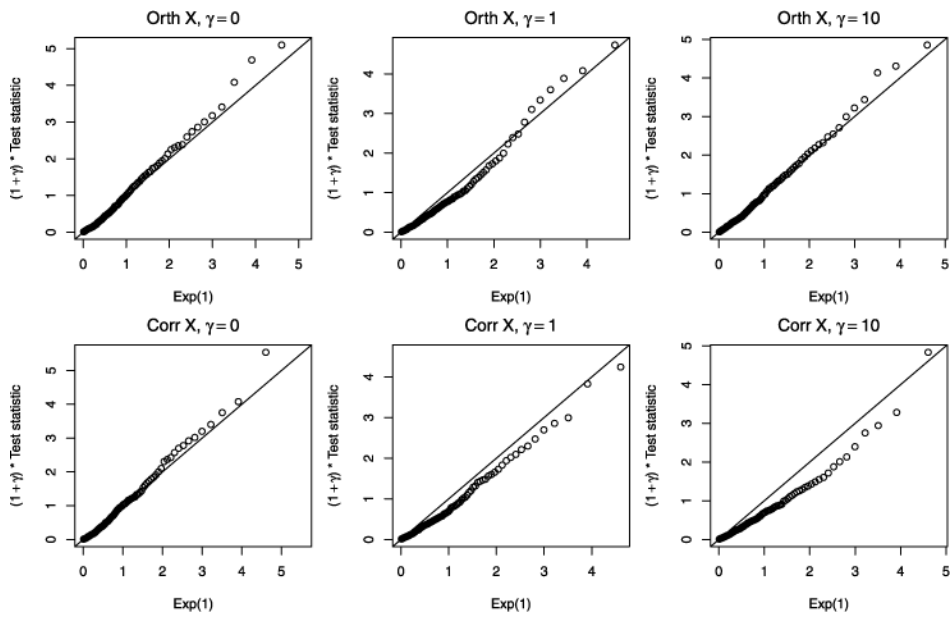 Orth X, γ = 0
(1 + γ) * Test statistic
5
4
3
2
1
0
0 1 2 3 4 5
Exp(1)
Orth X, γ = 1
(1 + γ) * Test statistic
4
3
2
1
0
0 1 2 3 4
Exp(1)
Orth X, γ = 10
(1 + γ) * Test statistic
5
4
3
2
1
0
0 1 2 3 4 5
Exp(1)
Corr X, γ = 0
(1 + γ) * Test statistic
5
4
3
2
1
0
0 1 2 3 4 5
Exp(1)
Corr X, γ = 1
(1 + γ) * Test statistic
4
3
2
1
0
0 1 2 3 4
Exp(1)
Corr X, γ = 10
(1 + γ) * Test statistic
5
4
3
2
1
0
0 1 2 3 4 5
Exp(1)